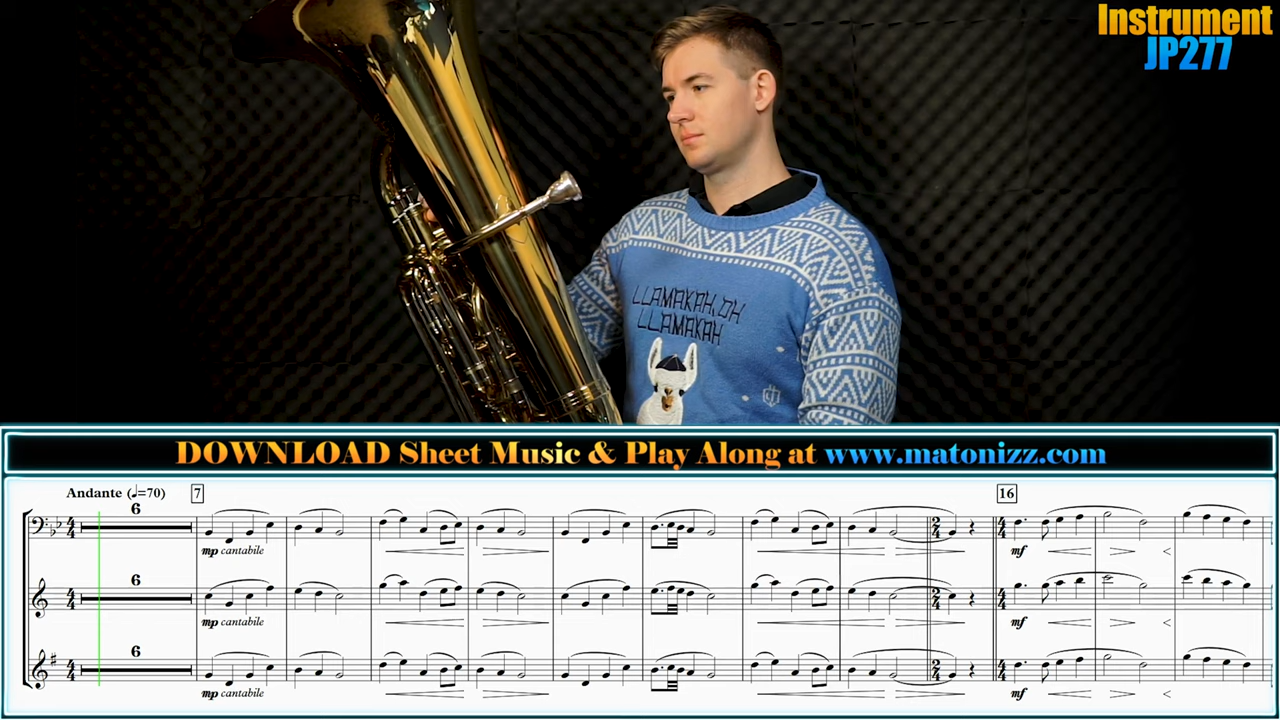 Instrument
JP277
LLAMAKAH, OH
LLAMAKAH
DOWNLOAD Sheet Music & Play Along at www.matonizz.com
Andante (♩=70)
6
7
16
mp cantabile
mf
6
mp cantabile
mf
6
mp cantabile
mf